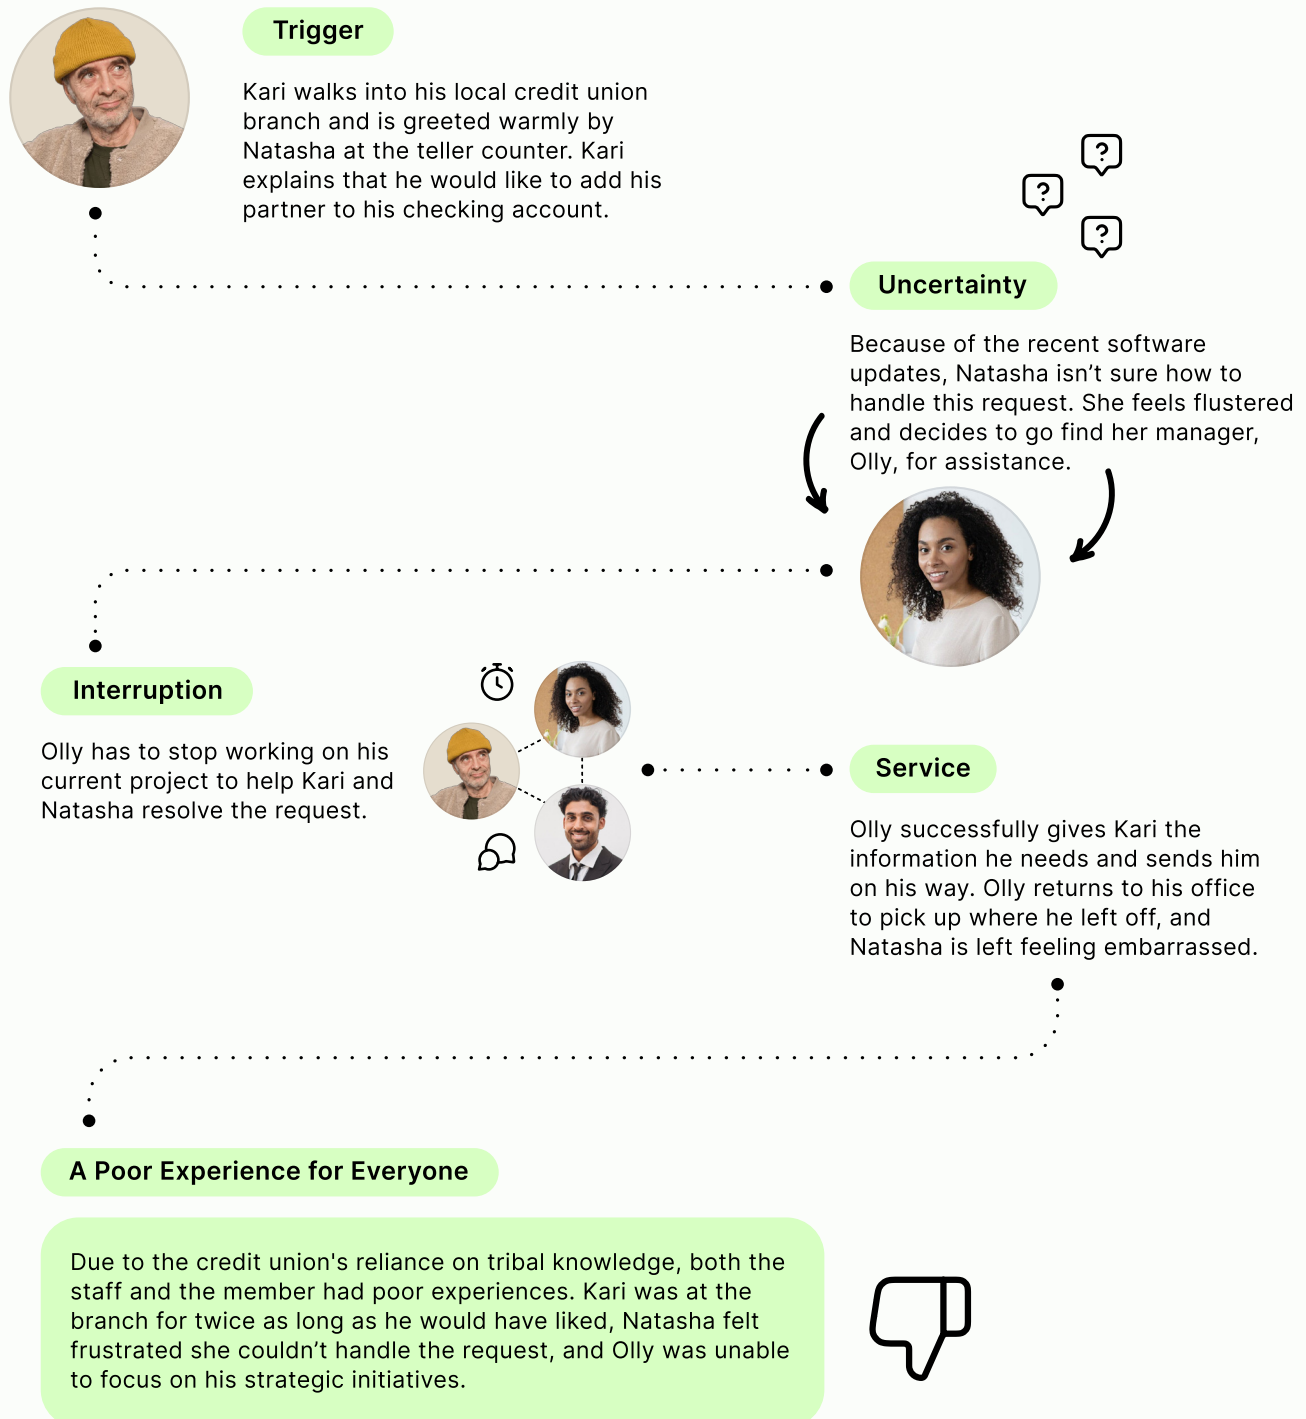 Trigger
Kari walks into his local credit union
branch and is greeted warmly by
Natasha at the teller counter. Kari
explains that he would like to add his
partner to his checking account.
?
?
?
Uncertainty
Because of the recent software
updates, Natasha isn’t sure how to
handle this request. She feels flustered
and decides to go find her manager,
Olly, for assistance.
Interruption
Olly has to stop working on his
current project to help Kari and
Natasha resolve the request.
Service
Olly successfully gives Kari the
information he needs and sends him
on his way. Olly returns to his office
to pick up where he left off, and
Natasha is left feeling embarrassed.
A Poor Experience for Everyone
Due to the credit union's reliance on tribal knowledge, both the
staff and the member had poor experiences. Kari was at the
branch for twice as long as he would have liked, Natasha felt
frustrated she couldn’t handle the request, and Olly was unable
to focus on his strategic initiatives.